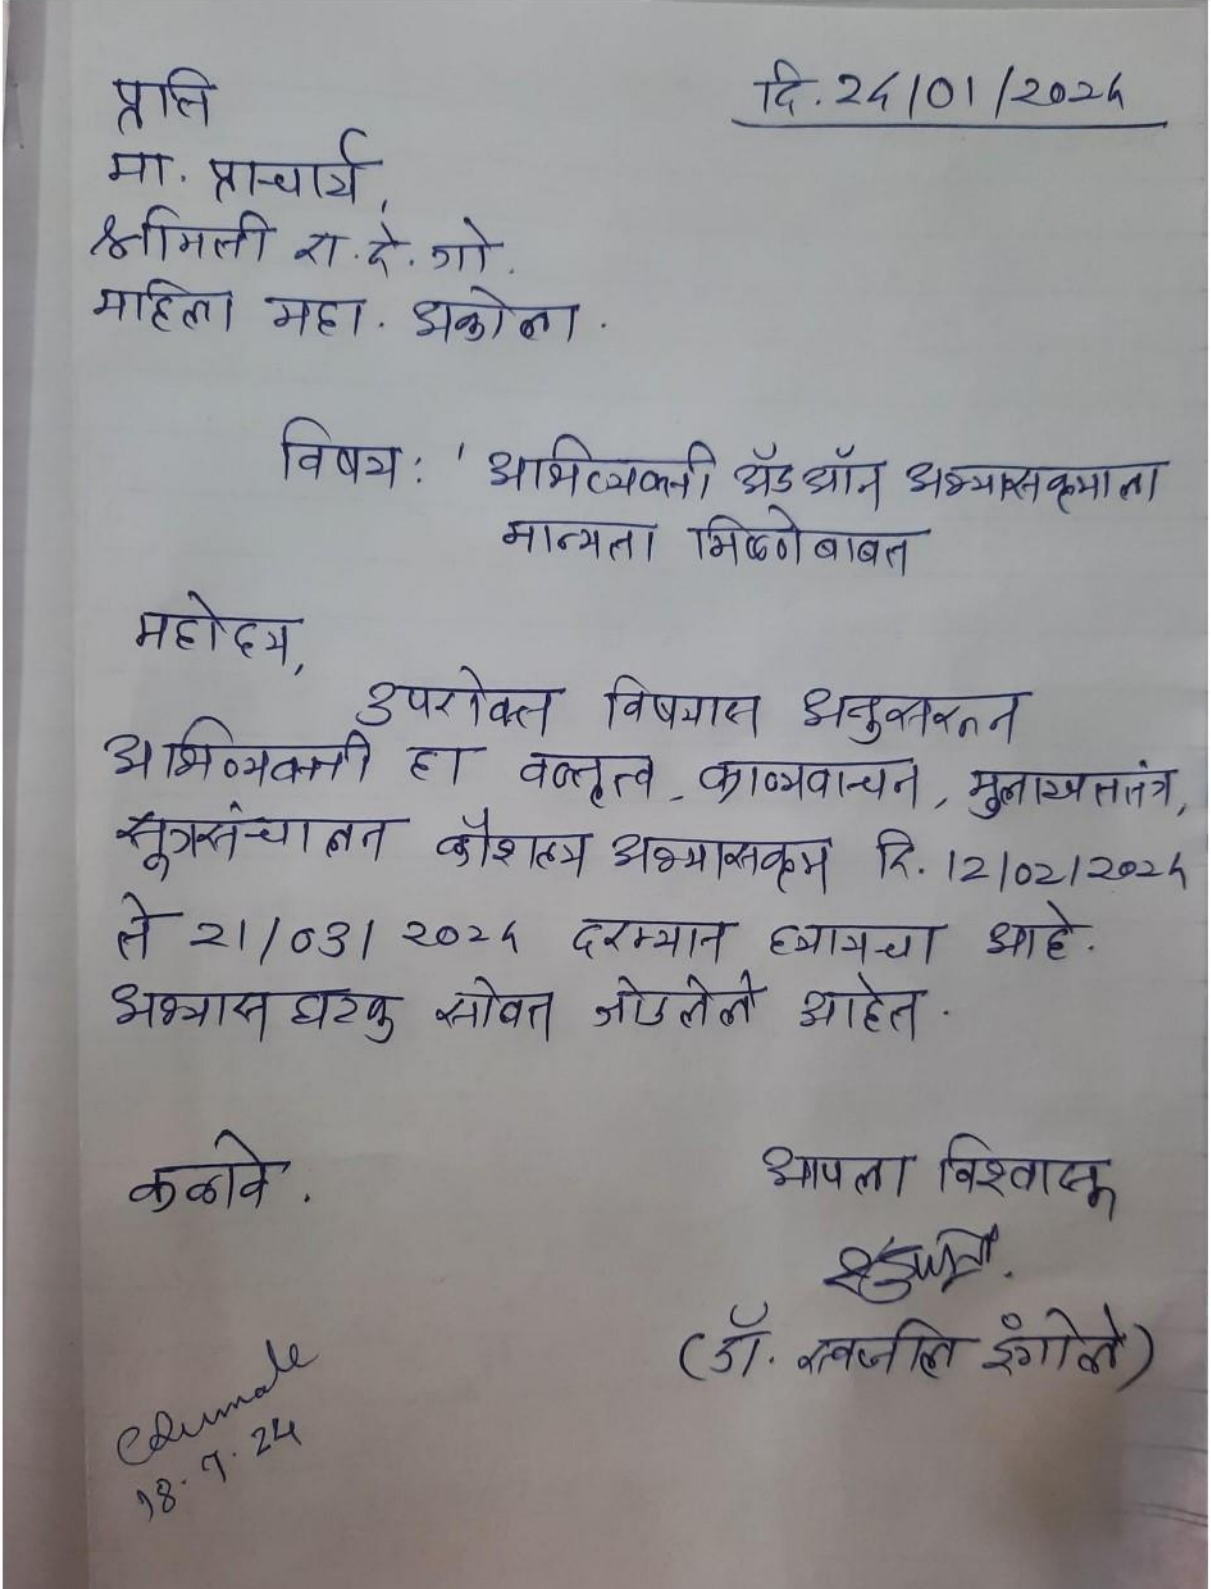 प्रति
दि. 24/01/2024
मा. प्राचार्य,
श्रीमती रा. दे. गो.
महिला महा. अकोला.
विषय: ' अभिव्यक्ती ॲड ऑन अभ्यासक्रमाला
मान्यता मिळणेबाबत
महोदय,
उपरोक्त विषयास अनुसरून
अभिव्यक्ती हा वक्तृत्व, काव्यवाचन, मुलाखततंत्र,
सूत्रसंचालन कौशल्य अभ्यासक्रम दि. 12/02/2024
ते 21/03/2024 दरम्यान घ्यायचा आहे.
अभ्यास घटक सोबत जोडलेले आहेत.
कळावे.
आपला विश्वासू
(डॉ. स्वप्नील इंगोले)
18.7.24